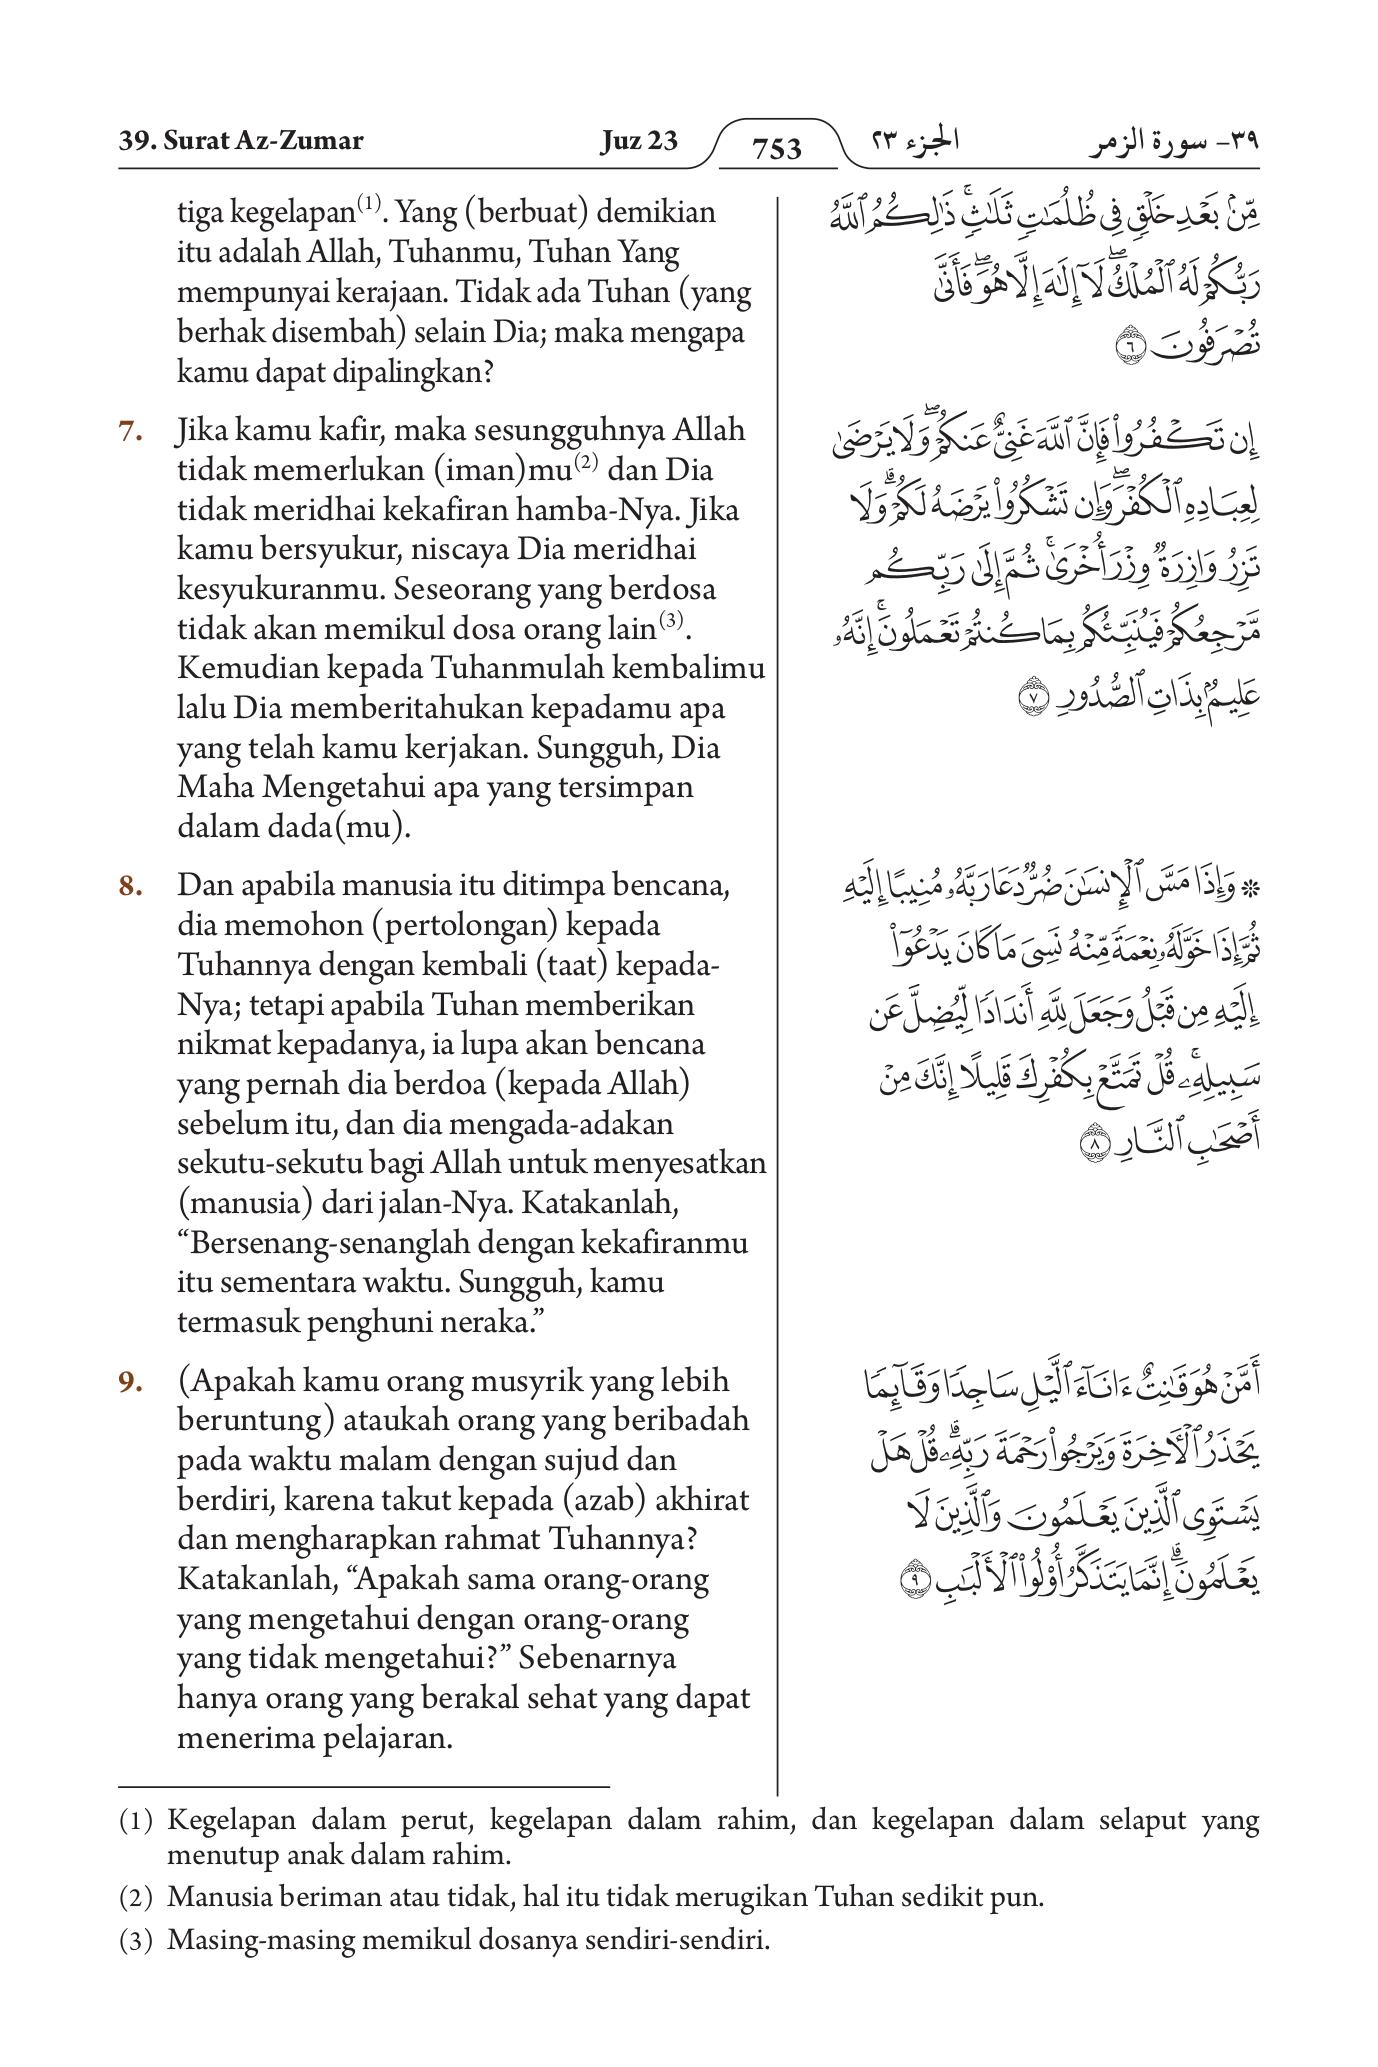 39. Surat Az-Zumar
Juz 23
753
الجزء ٢٣
٣٩- سورة الزمر
tiga kegelapan(1). Yang (berbuat) demikian
itu adalah Allah, Tuhanmu, Tuhan Yang
mempunyai kerajaan. Tidak ada Tuhan (yang
berhak disembah) selain Dia; maka mengapa
kamu dapat dipalingkan?
7. Jika kamu kafir, maka sesungguhnya Allah
tidak memerlukan (iman)mu(2) dan Dia
tidak meridhai kekafiran hamba-Nya. Jika
kamu bersyukur, niscaya Dia meridhai
kesyukuranmu. Seseorang yang berdosa
tidak akan memikul dosa orang lain(3).
Kemudian kepada Tuhanmulah kembalimu
lalu Dia memberitahukan kepadamu apa
yang telah kamu kerjakan. Sungguh, Dia
Maha Mengetahui apa yang tersimpan
dalam dada(mu).
8. Dan apabila manusia itu ditimpa bencana,
dia memohon (pertolongan) kepada
Tuhannya dengan kembali (taat) kepada-
Nya; tetapi apabila Tuhan memberikan
nikmat kepadanya, ia lupa akan bencana
yang pernah dia berdoa (kepada Allah)
sebelum itu, dan dia mengada-adakan
sekutu-sekutu bagi Allah untuk menyesatkan
(manusia) dari jalan-Nya. Katakanlah,
“Bersenang-senanglah dengan kekafiranmu
itu sementara waktu. Sungguh, kamu
termasuk penghuni neraka.”
9. (Apakah kamu orang musyrik yang lebih
beruntung) ataukah orang yang beribadah
pada waktu malam dengan sujud dan
berdiri, karena takut kepada (azab) akhirat
dan mengharapkan rahmat Tuhannya?
Katakanlah, “Apakah sama orang-orang
yang mengetahui dengan orang-orang
yang tidak mengetahui?” Sebenarnya
hanya orang yang berakal sehat yang dapat
menerima pelajaran.
مِّنۢ بَعْدِ خَلْقٍ فِي ظُلُمَٰتٍ ثَلَٰثٍۚ ذَٰلِكُمُ ٱللَّهُ
رَبُّكُمْ لَهُ ٱلْمُلْكُۖ لَآ إِلَٰهَ إِلَّا هُوَۖ فَأَنَّىٰ
تُصْرَفُونَ ٦
إِن تَكْفُرُوا۟ فَإِنَّ ٱللَّهَ غَنِيٌّ عَنكُمْۖ وَلَا يَرْضَىٰ
لِعِبَادِهِ ٱلْكُفْرَۖ وَإِن تَشْكُرُوا۟ يَرْضَهُ لَكُمْۗ وَلَا
تَزِرُ وَازِرَةٌ وِزْرَ أُخْرَىٰۚ ثُمَّ إِلَىٰ رَبِّكُم
مَّرْجِعُكُمْ فَيُنَبِّئُكُم بِمَا كُنتُمْ تَعْمَلُونَۚ إِنَّهُۥ
عَلِيمٌۢ بِذَاتِ ٱلصُّدُورِ ٧
۞ وَإِذَا مَسَّ ٱلْإِنسَٰنَ ضُرٌّ دَعَا رَبَّهُۥ مُنِيبًا إِلَيْهِ
ثُمَّ إِذَا خَوَّلَهُۥ نِعْمَةً مِّنْهُ نَسِيَ مَا كَانَ يَدْعُوٓا۟
إِلَيْهِ مِن قَبْلُ وَجَعَلَ لِلَّهِ أَندَادًا لِّيُضِلَّ عَن
سَبِيلِهِۦۚ قُلْ تَمَتَّعْ بِكُفْرِكَ قَلِيلًا إِنَّكَ مِنْ
أَصْحَٰبِ ٱلنَّارِ ٨
أَمَّنْ هُوَ قَٰنِتٌ ءَانَآءَ ٱلَّيْلِ سَاجِدًا وَقَآئِمًا
يَحْذَرُ ٱلْءَاخِرَةَ وَيَرْجُوا۟ رَحْمَةَ رَبِّهِۦۗ قُلْ هَلْ
يَسْتَوِي ٱلَّذِينَ يَعْلَمُونَ وَٱلَّذِينَ لَا
يَعْلَمُونَۗ إِنَّمَا يَتَذَكَّرُ أُو۟لُوا۟ ٱلْأَلْبَٰبِ ٩
(1) Kegelapan dalam perut, kegelapan dalam rahim, dan kegelapan dalam selaput yang
menutup anak dalam rahim.
(2) Manusia beriman atau tidak, hal itu tidak merugikan Tuhan sedikit pun.
(3) Masing-masing memikul dosanya sendiri-sendiri.